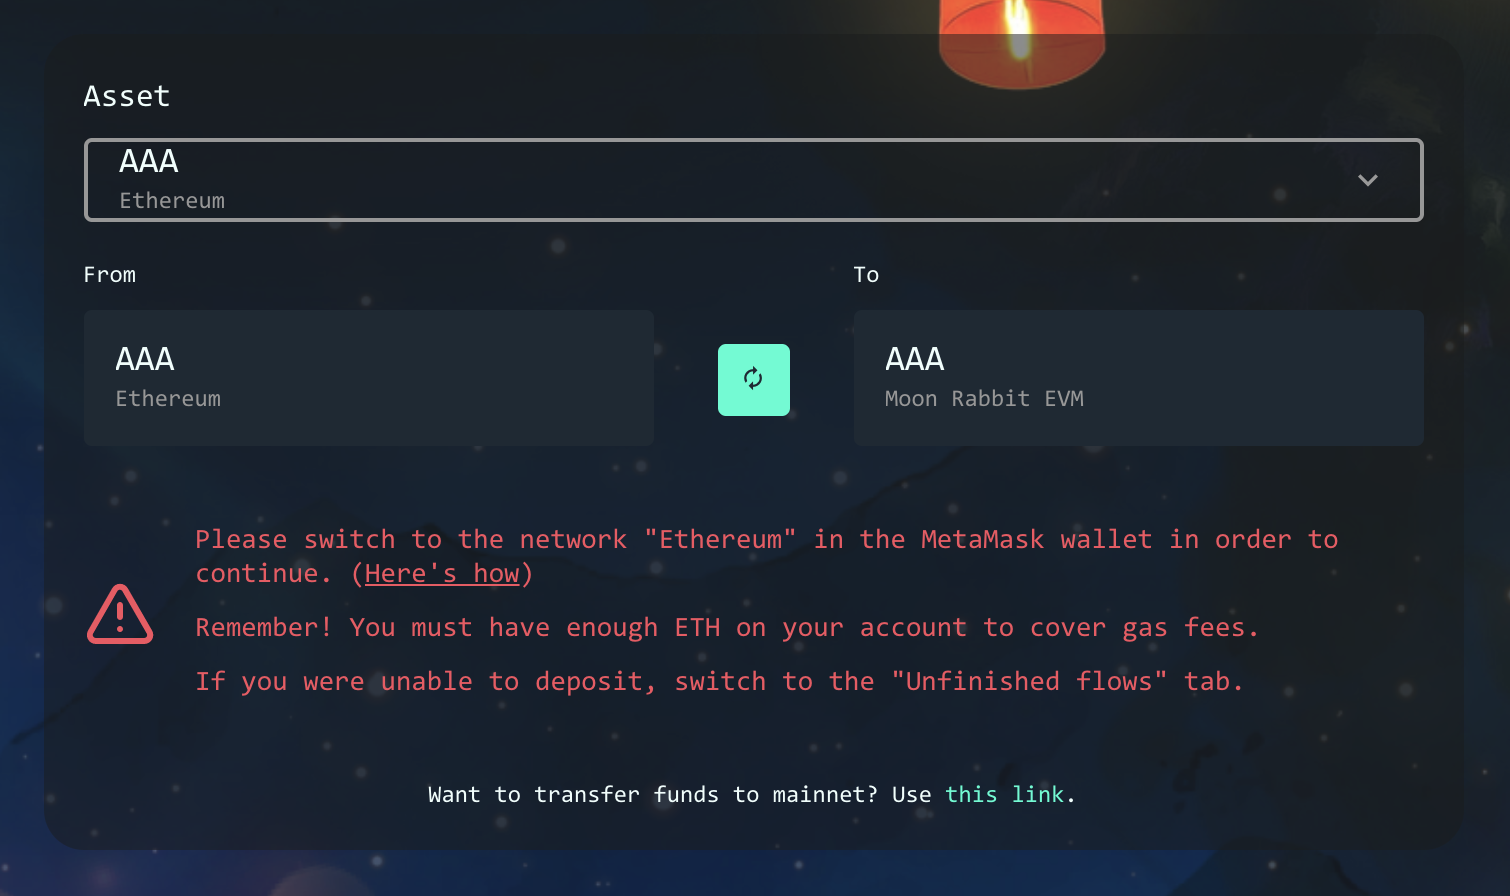 Asset
AAA
Ethereum
From
To
AAA
Ethereum
AAA
Moon Rabbit EVM
Please switch to the network "Ethereum" in the MetaMask wallet in order to
continue. (Here's how)
Remember! You must have enough ETH on your account to cover gas fees.
If you were unable to deposit, switch to the "Unfinished flows" tab.
Want to transfer funds to mainnet? Use this link.